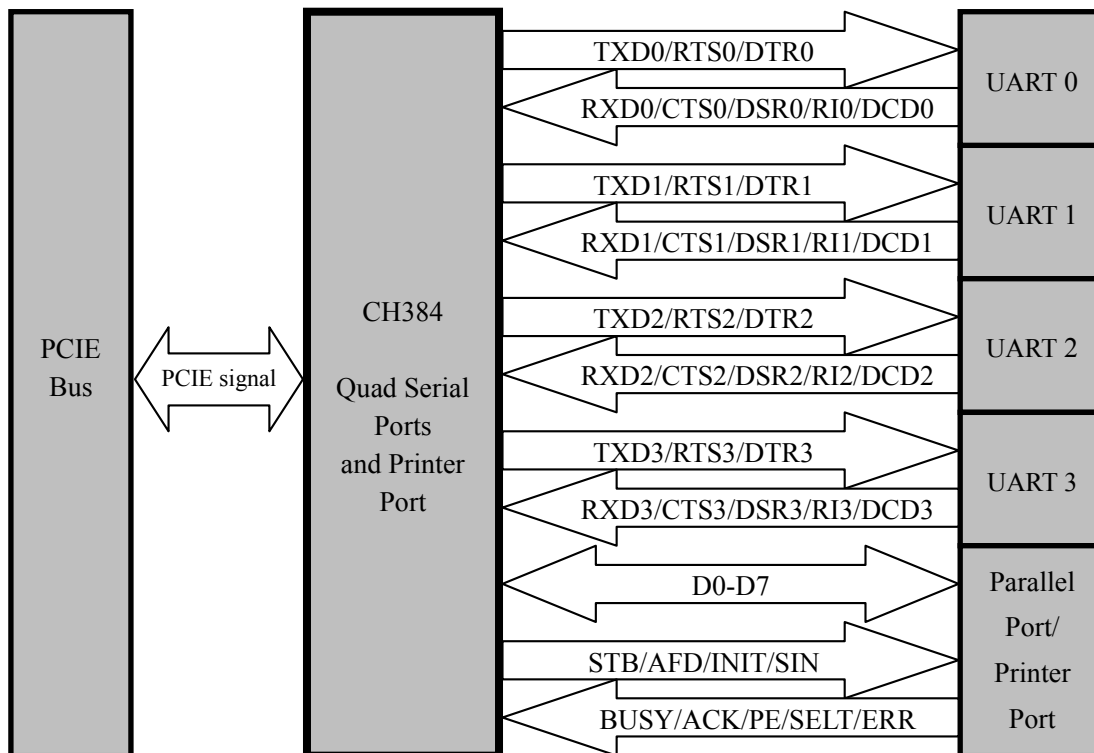 PCIE
Bus
PCIE signal
CH384
Quad Serial
Ports
and Printer
Port
TXD0/RTS0/DTR0
RXD0/CTS0/DSR0/RI0/DCD0
UART 0
TXD1/RTS1/DTR1
RXD1/CTS1/DSR1/RI1/DCD1
UART 1
TXD2/RTS2/DTR2
RXD2/CTS2/DSR2/RI2/DCD2
UART 2
TXD3/RTS3/DTR3
RXD3/CTS3/DSR3/RI3/DCD3
UART 3
D0-D7
STB/AFD/INIT/SIN
BUSY/ACK/PE/SELT/ERR
Parallel
Port/
Printer
Port